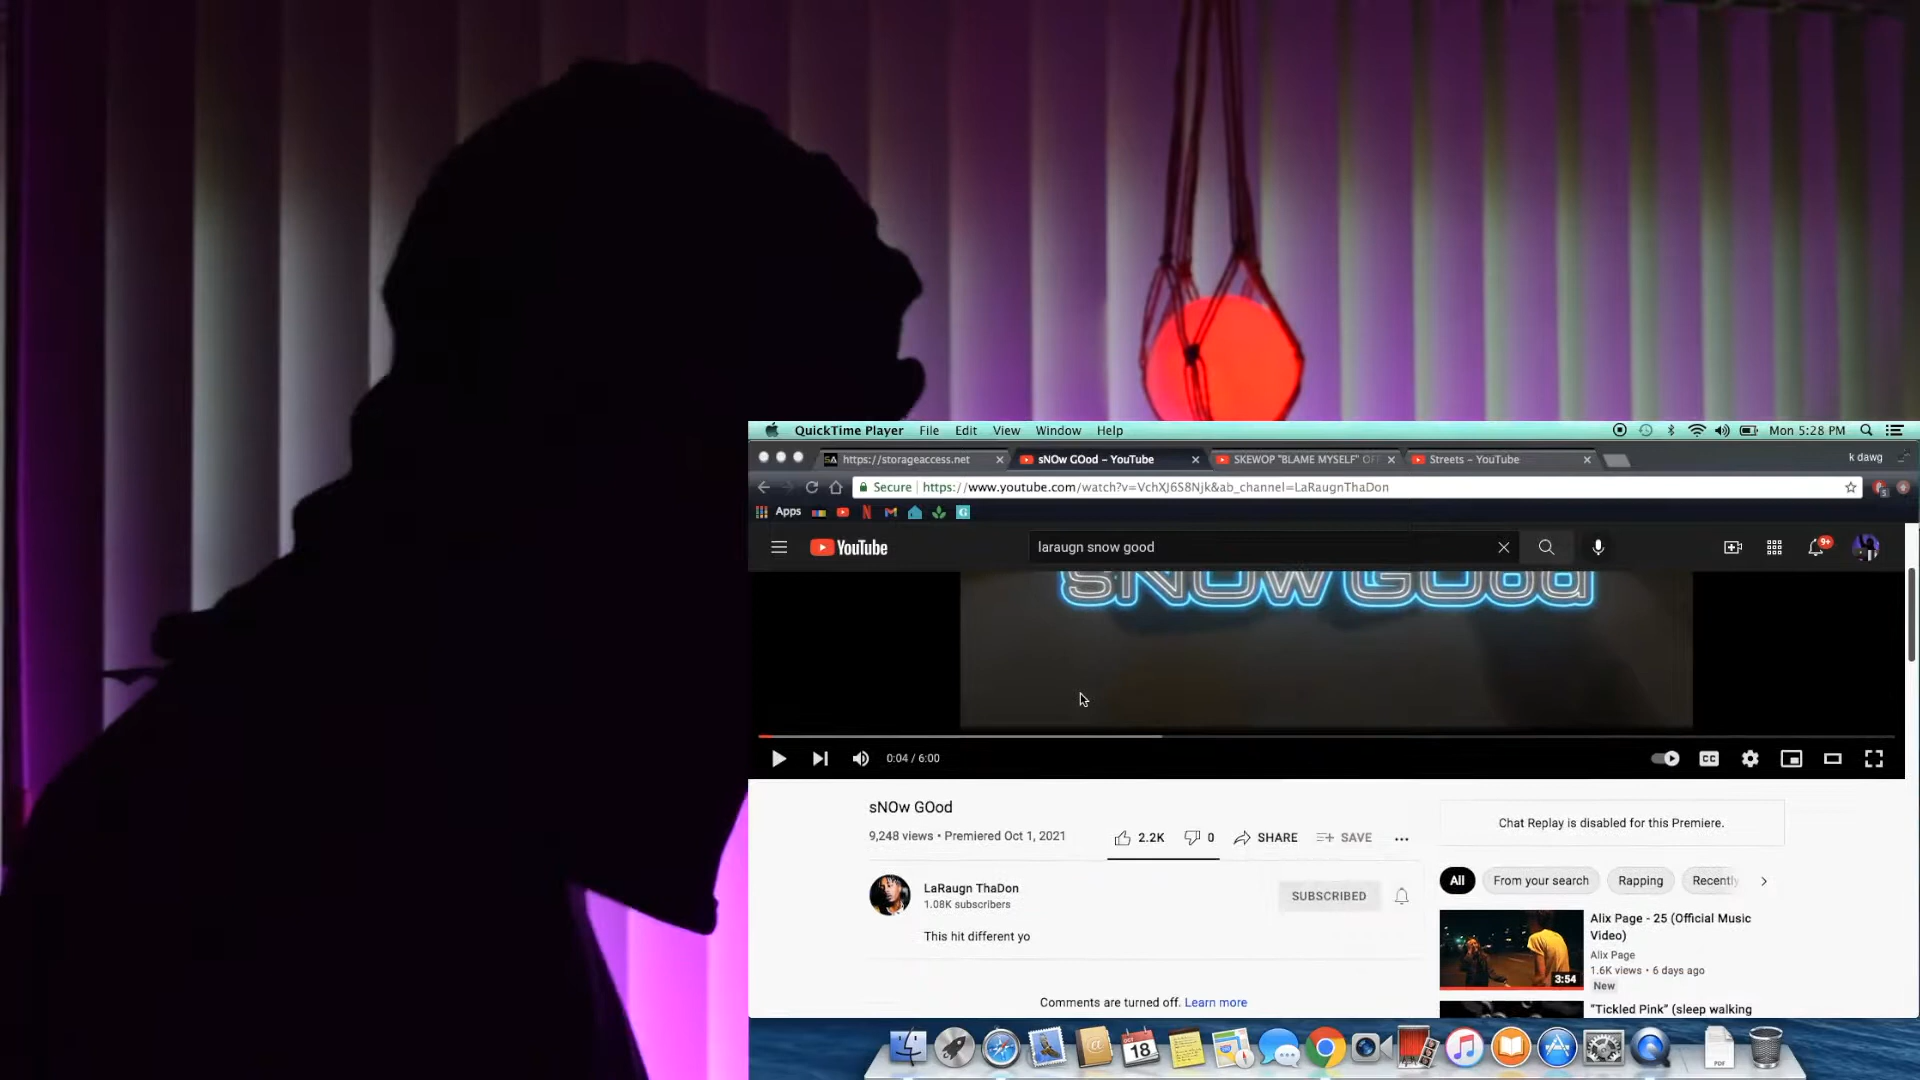 QuickTime Player File Edit View Window Help Mon 5:28 PM
https://storageaccess.net sNOw GOod – YouTube SKEWOP "BLAME MYSELF" OF Streets – YouTube k dawg
Secure https://www.youtube.com/watch?v=VchXJ6S8Njk&ab_channel=LaRaugnThaDon
Apps
YouTube laraugn snow good 9+
sNOw GOod
0:04 / 6:00 CC
sNOw GOod
9,248 views • Premiered Oct 1, 2021 2.2K 0 SHARE SAVE
Chat Replay is disabled for this Premiere.
LaRaugn ThaDon
1.08K subscribers
SUBSCRIBED
This hit different yo
Comments are turned off. Learn more
All From your search Rapping Recently
Alix Page - 25 (Official Music
Video)
Alix Page
1.6K views • 6 days ago
New
3:54
"Tickled Pink" (sleep walking
OCT
18
PDF